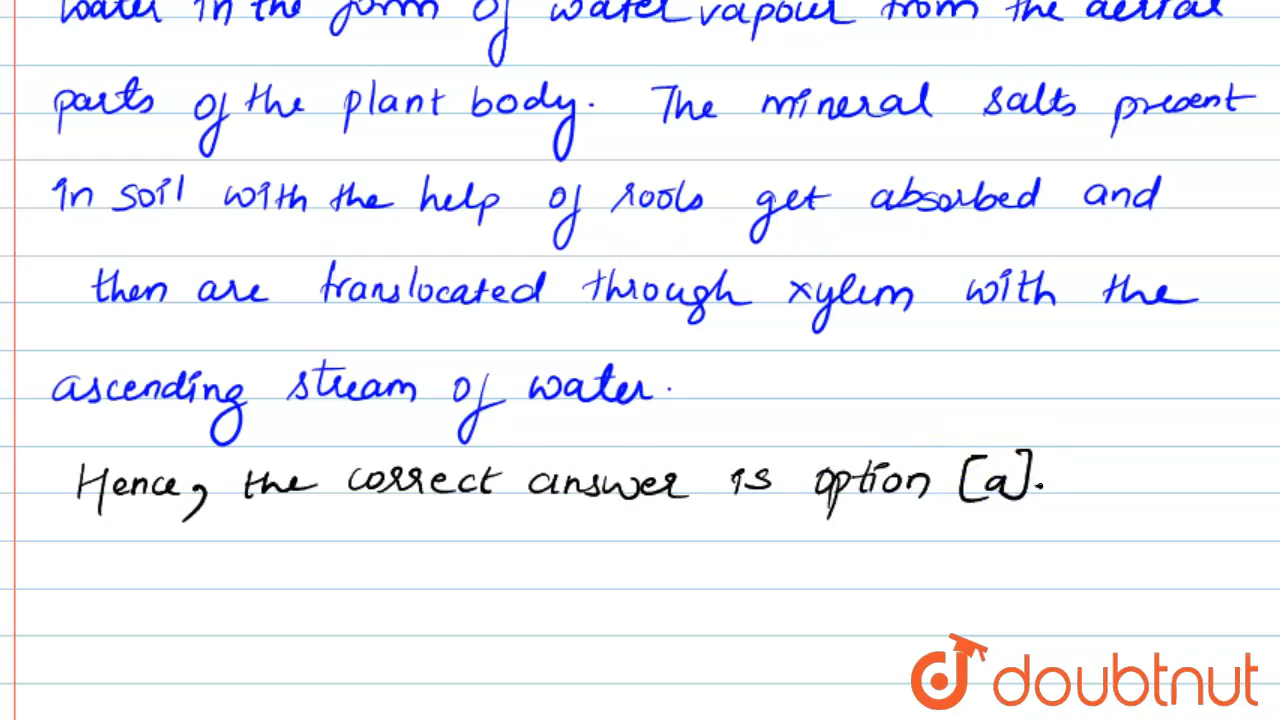 water in the form of water vapour from the aerial
parts of the plant body. The mineral salts present
in soil with the help of roots get absorbed and
then are translocated through xylem with the
ascending stream of water.
Hence, the correct answer is option [a].
doubtnut